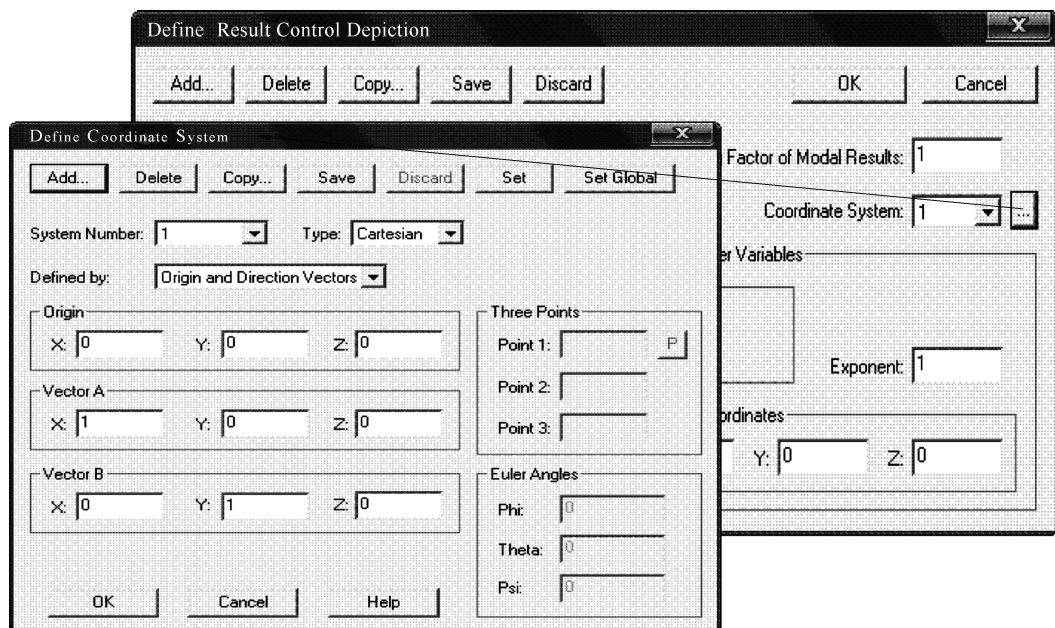 Define Result Control Depiction
X
Add... Delete Copy... Save Discard OK Cancel
Factor of Modal Results: 1
Coordinate System: 1 ...
Variables
Exponent: 1
Y: 0 Z: 0
Define Coordinate System
X
Add... Delete Copy... Save Discard Set Set Global
System Number: 1 Type: Cartesian
Defined by: Origin and Direction Vectors
Origin
X: 0 Y: 0 Z: 0
Vector A
X: 1 Y: 0 Z: 0
Vector B
X: 0 Y: 1 Z: 0
Three Points
Point 1: P
Point 2:
Point 3:
Euler Angles
Phi: 0
Theta: 0
Psi: 0
OK Cancel Help